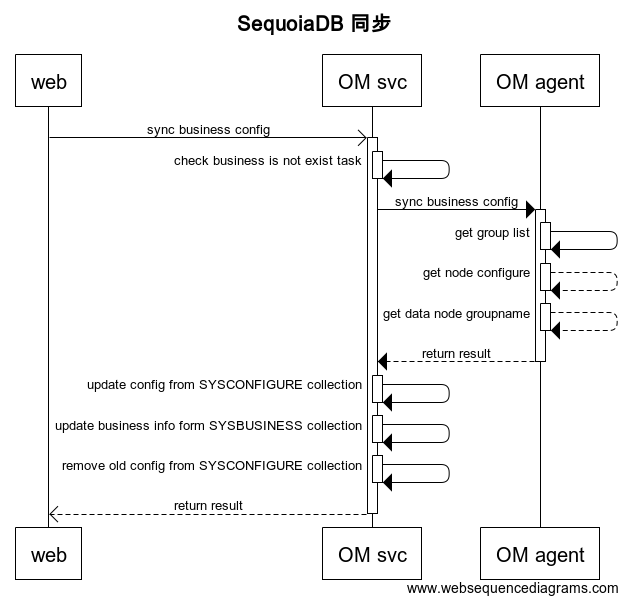 SequoiaDB 同步
web
OM svc
OM agent
sync business config
check business is not exist task
sync business config
get group list
get node configure
get data node groupname
return result
update config from SYSCONFIGURE collection
update business info form SYSBUSINESS collection
remove old config from SYSCONFIGURE collection
return result
web
OM svc
OM agent
www.websequencediagrams.com